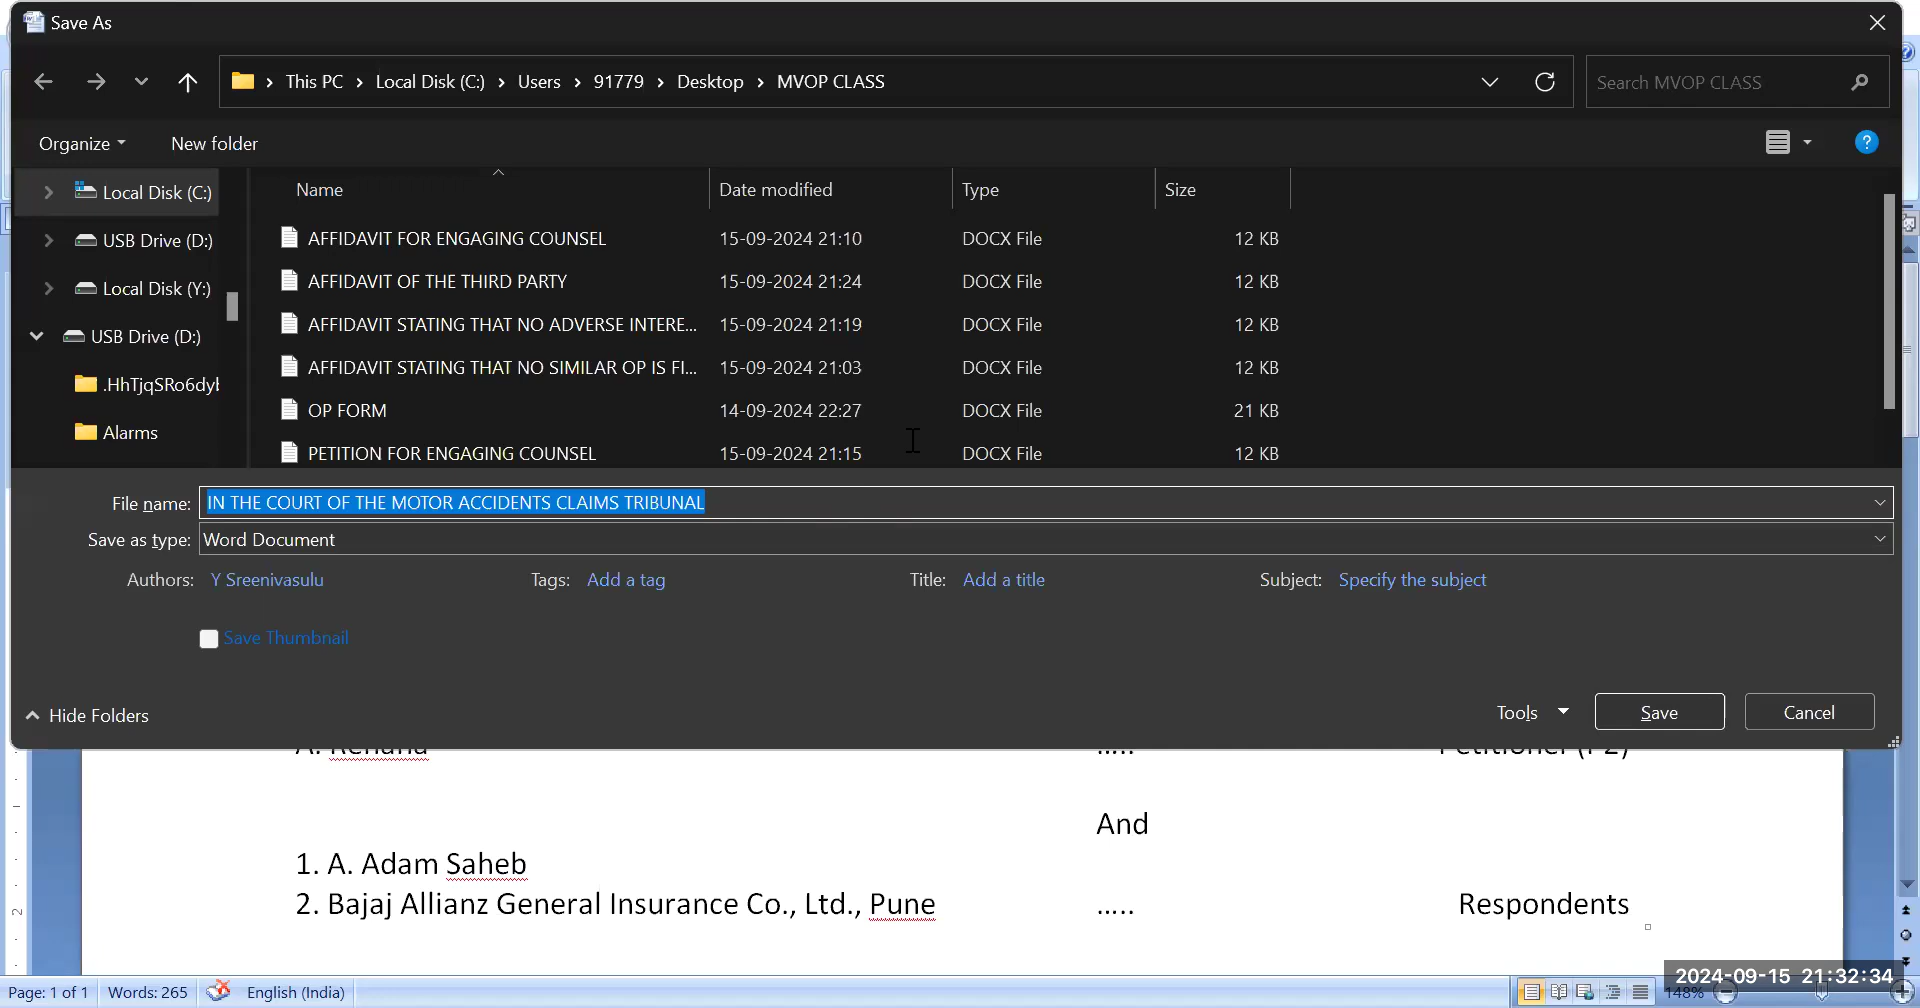 Save As
This PC > Local Disk (C:) > Users > 91779 > Desktop > MVOP CLASS
Search MVOP CLASS
Organize
New folder
Local Disk (C:)
USB Drive (D:)
Local Disk (Y:)
USB Drive (D:)
.HhTjqSRo6dyb
Alarms
Name Date modified Type Size
AFFIDAVIT FOR ENGAGING COUNSEL 15-09-2024 21:10 DOCX File 12 KB
AFFIDAVIT OF THE THIRD PARTY 15-09-2024 21:24 DOCX File 12 KB
AFFIDAVIT STATING THAT NO ADVERSE INTERE... 15-09-2024 21:19 DOCX File 12 KB
AFFIDAVIT STATING THAT NO SIMILAR OP IS FI... 15-09-2024 21:03 DOCX File 12 KB
OP FORM 14-09-2024 22:27 DOCX File 21 KB
PETITION FOR ENGAGING COUNSEL 15-09-2024 21:15 DOCX File 12 KB
File name: IN THE COURT OF THE MOTOR ACCIDENTS CLAIMS TRIBUNAL
Save as type: Word Document
Authors: Y Sreenivasulu Tags: Add a tag Title: Add a title Subject: Specify the subject
Save Thumbnail
Hide Folders
Tools Save Cancel
..... Petitioner
And
1. A. Adam Saheb
2. Bajaj Allianz General Insurance Co., Ltd., Pune ..... Respondents
2
2024-09-15 21:32:34
Page: 1 of 1 Words: 265 English (India) 148%